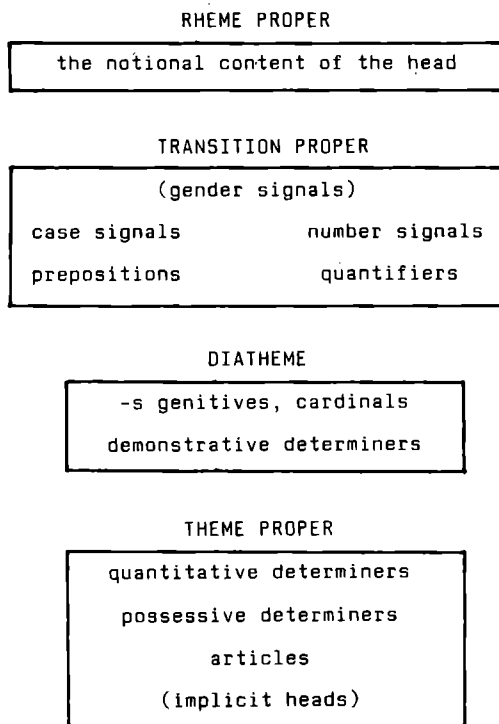 RHEME PROPER
the notional content of the head
TRANSITION PROPER
(gender signals)
case signals number signals
prepositions quantifiers
DIATHEME
-s genitives, cardinals
demonstrative determiners
THEME PROPER
quantitative determiners
possessive determiners
articles
(implicit heads)